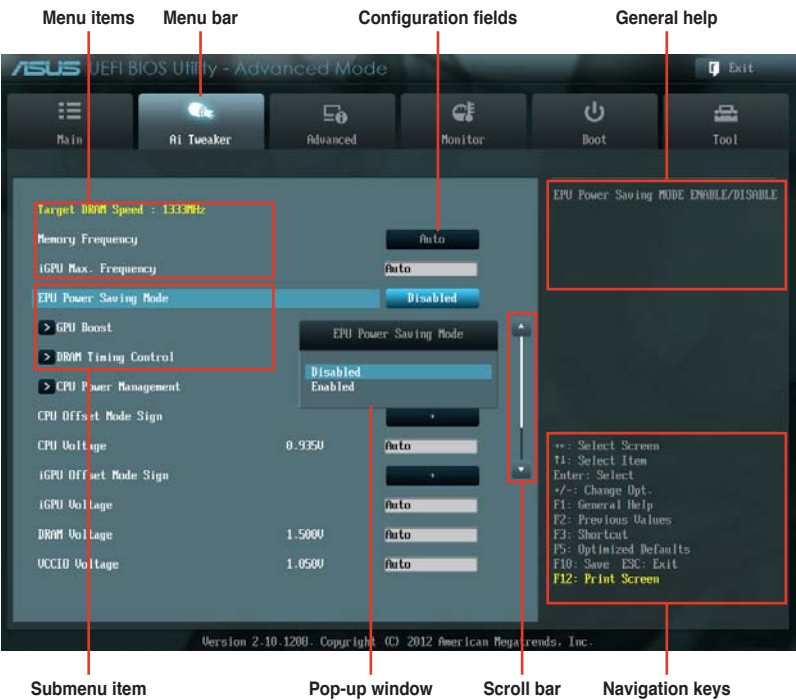 Menu items Menu bar Configuration fields General help
ASUS UEFI BIOS Utility - Advanced Mode Exit
Main Ai Tweaker Advanced Monitor Boot Tool
EPU Power Saving MODE ENABLE/DISABLE
Target DRAM Speed : 1333MHz
Memory Frequency Auto
iGPU Max. Frequency Auto
EPU Power Saving Mode Disabled
> GPU Boost
EPU Power Saving Mode
> DRAM Timing Control
Disabled
Enabled
> CPU Power Management
CPU Offset Mode Sign +
CPU Voltage 0.935V Auto
iGPU Offset Mode Sign +
iGPU Voltage Auto
DRAM Voltage 1.500V Auto
VCCIO Voltage 1.050V Auto
→←: Select Screen
↑↓: Select Item
Enter: Select
+/-: Change Opt.
F1: General Help
F2: Previous Values
F3: Shortcut
F5: Optimized Defaults
F10: Save ESC: Exit
F12: Print Screen
Version 2.10.1208. Copyright (C) 2012 American Megatrends, Inc.
Submenu item Pop-up window Scroll bar Navigation keys